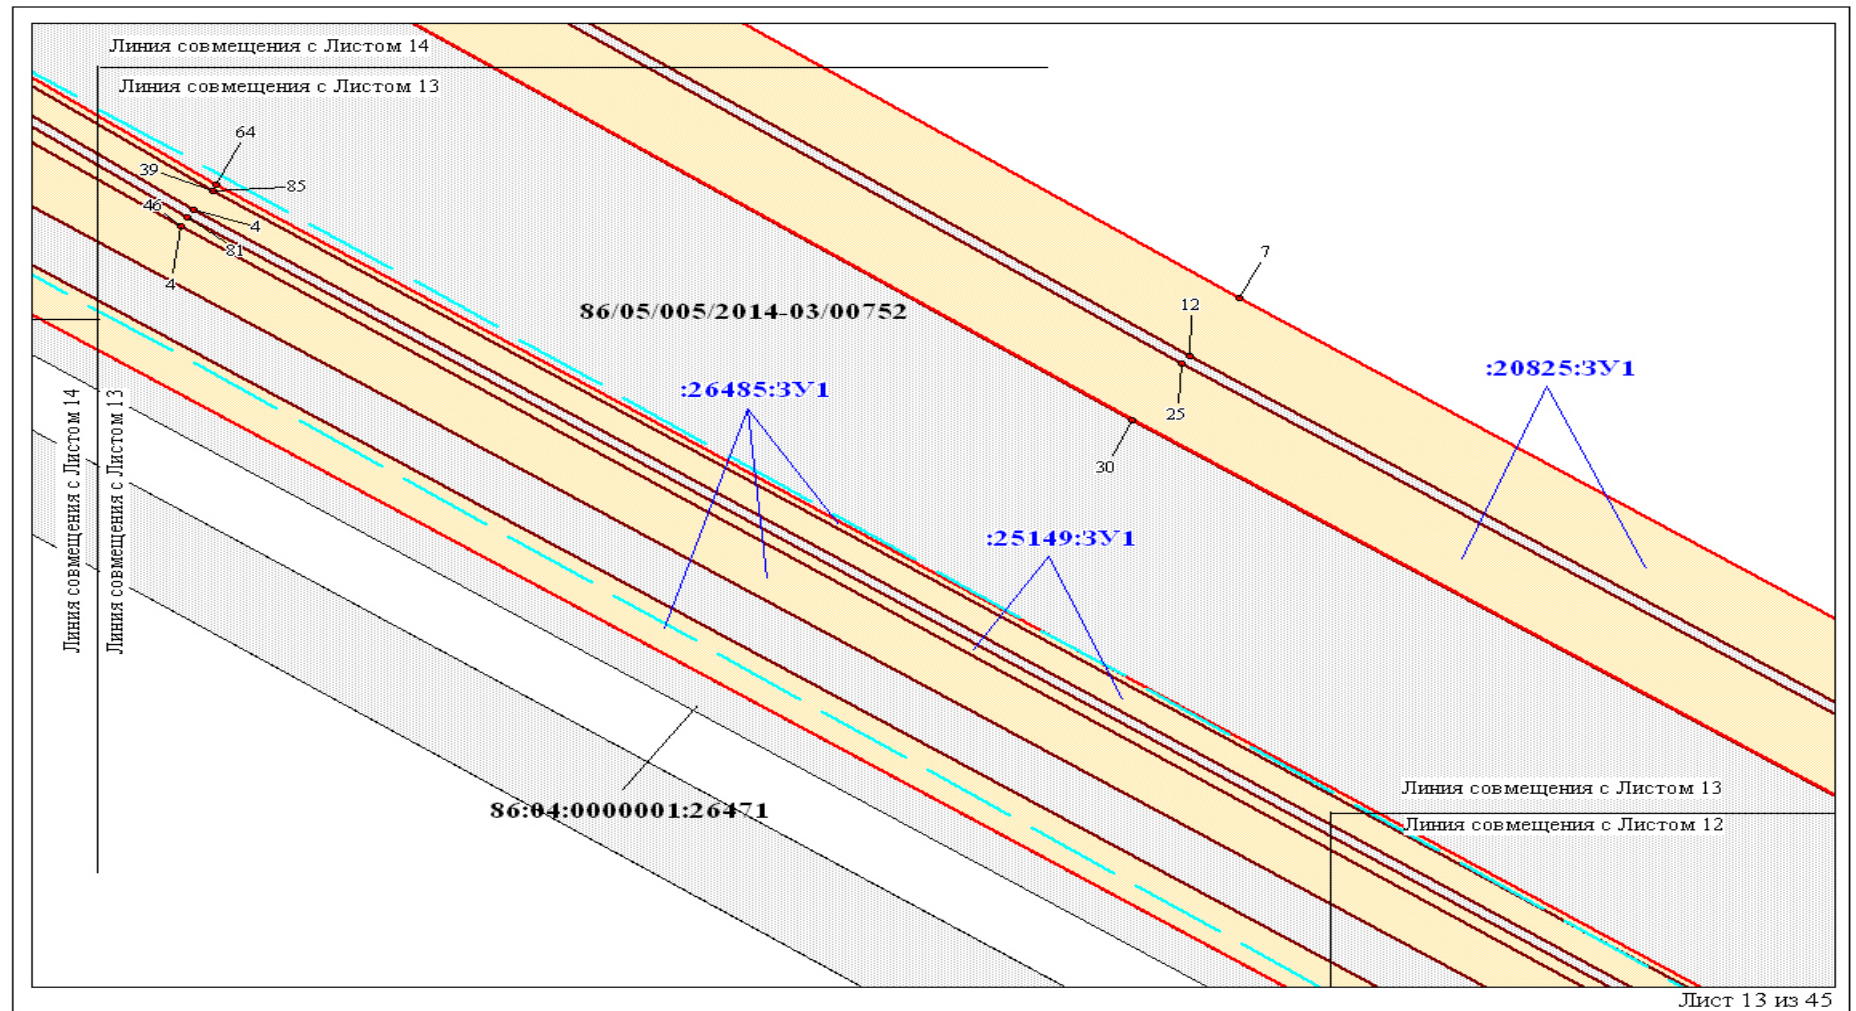 Линия совмещения с Листом 14
Линия совмещения с Листом 13
64
39
85
46
4
81
4
7
86/05/005/2014-03/00752
12
:20825:ЗУ1
:26485:ЗУ1
25
30
Линия совмещения с Листом 14
Линия совмещения с Листом 13
:25149:ЗУ1
86:04:0000001:26471
Линия совмещения с Листом 13
Линия совмещения с Листом 12
Лист 13 из 45